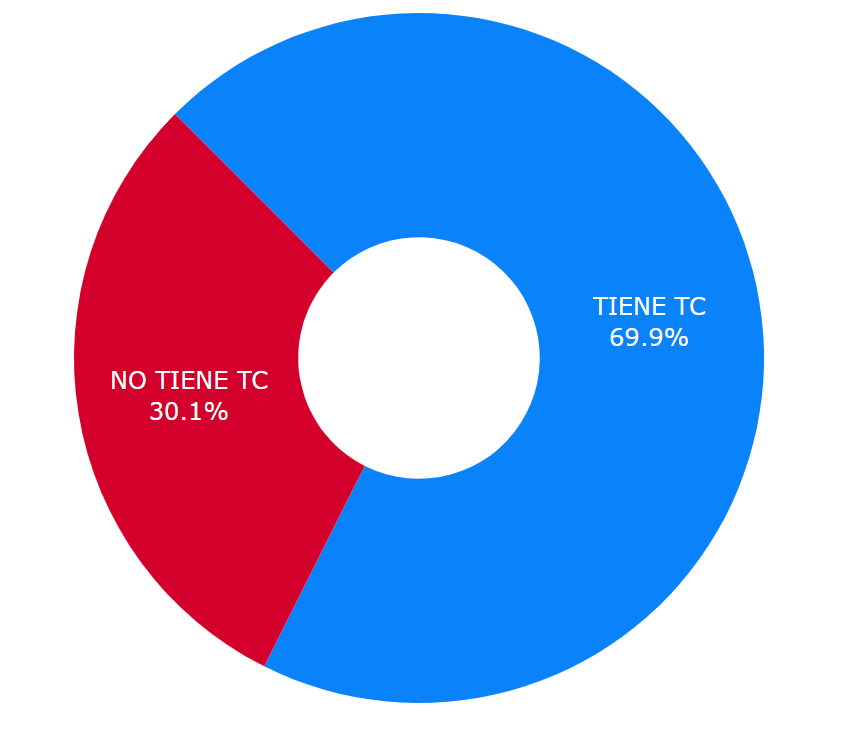 TIENE TC
69.9%
NO TIENE TC
30.1%